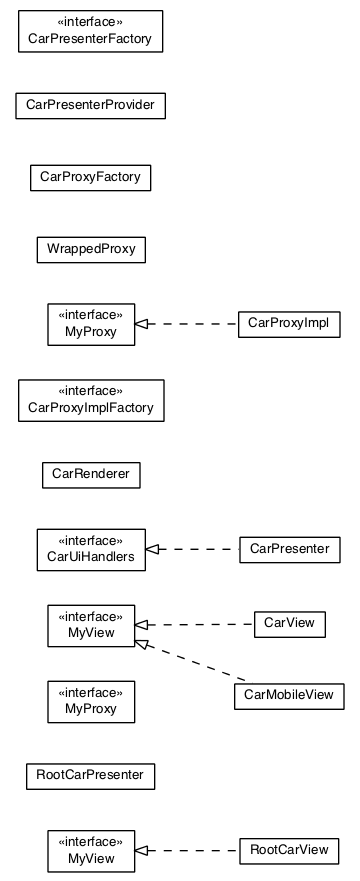 «interface»
CarPresenterFactory
CarPresenterProvider
CarProxyFactory
WrappedProxy
«interface»
MyProxy
CarProxyImpl
«interface»
CarProxyImplFactory
CarRenderer
«interface»
CarUiHandlers
CarPresenter
«interface»
MyView
CarView
CarMobileView
«interface»
MyProxy
RootCarPresenter
«interface»
MyView
RootCarView